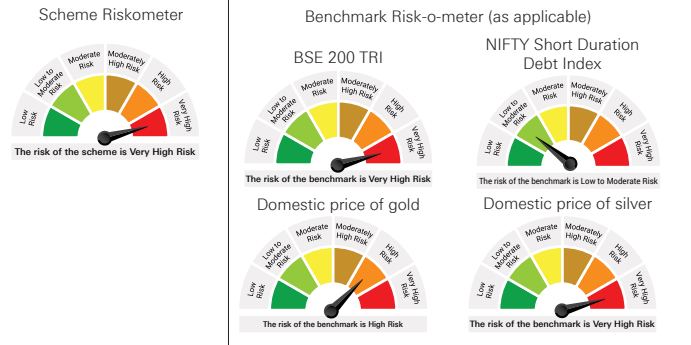 Scheme Riskometer
Low
Risk
Low to
Moderate
Risk
Moderate
Risk
Moderately
High Risk
High
Risk
Very High
Risk
The risk of the scheme is Very High Risk
Benchmark Risk-o-meter (as applicable)
BSE 200 TRI
Low
Risk
Low to
Moderate
Risk
Moderate
Risk
Moderately
High Risk
High
Risk
Very High
Risk
The risk of the benchmark is Very High Risk
NIFTY Short Duration
Debt Index
Low
Risk
Low to
Moderate
Risk
Moderate
Risk
Moderately
High Risk
High
Risk
Very High
Risk
The risk of the benchmark is Low to Moderate Risk
Domestic price of gold
Low
Risk
Low to
Moderate
Risk
Moderate
Risk
Moderately
High Risk
High
Risk
Very High
Risk
The risk of the benchmark is High Risk
Domestic price of silver
Low
Risk
Low to
Moderate
Risk
Moderate
Risk
Moderately
High Risk
High
Risk
Very High
Risk
The risk of the benchmark is Very High Risk